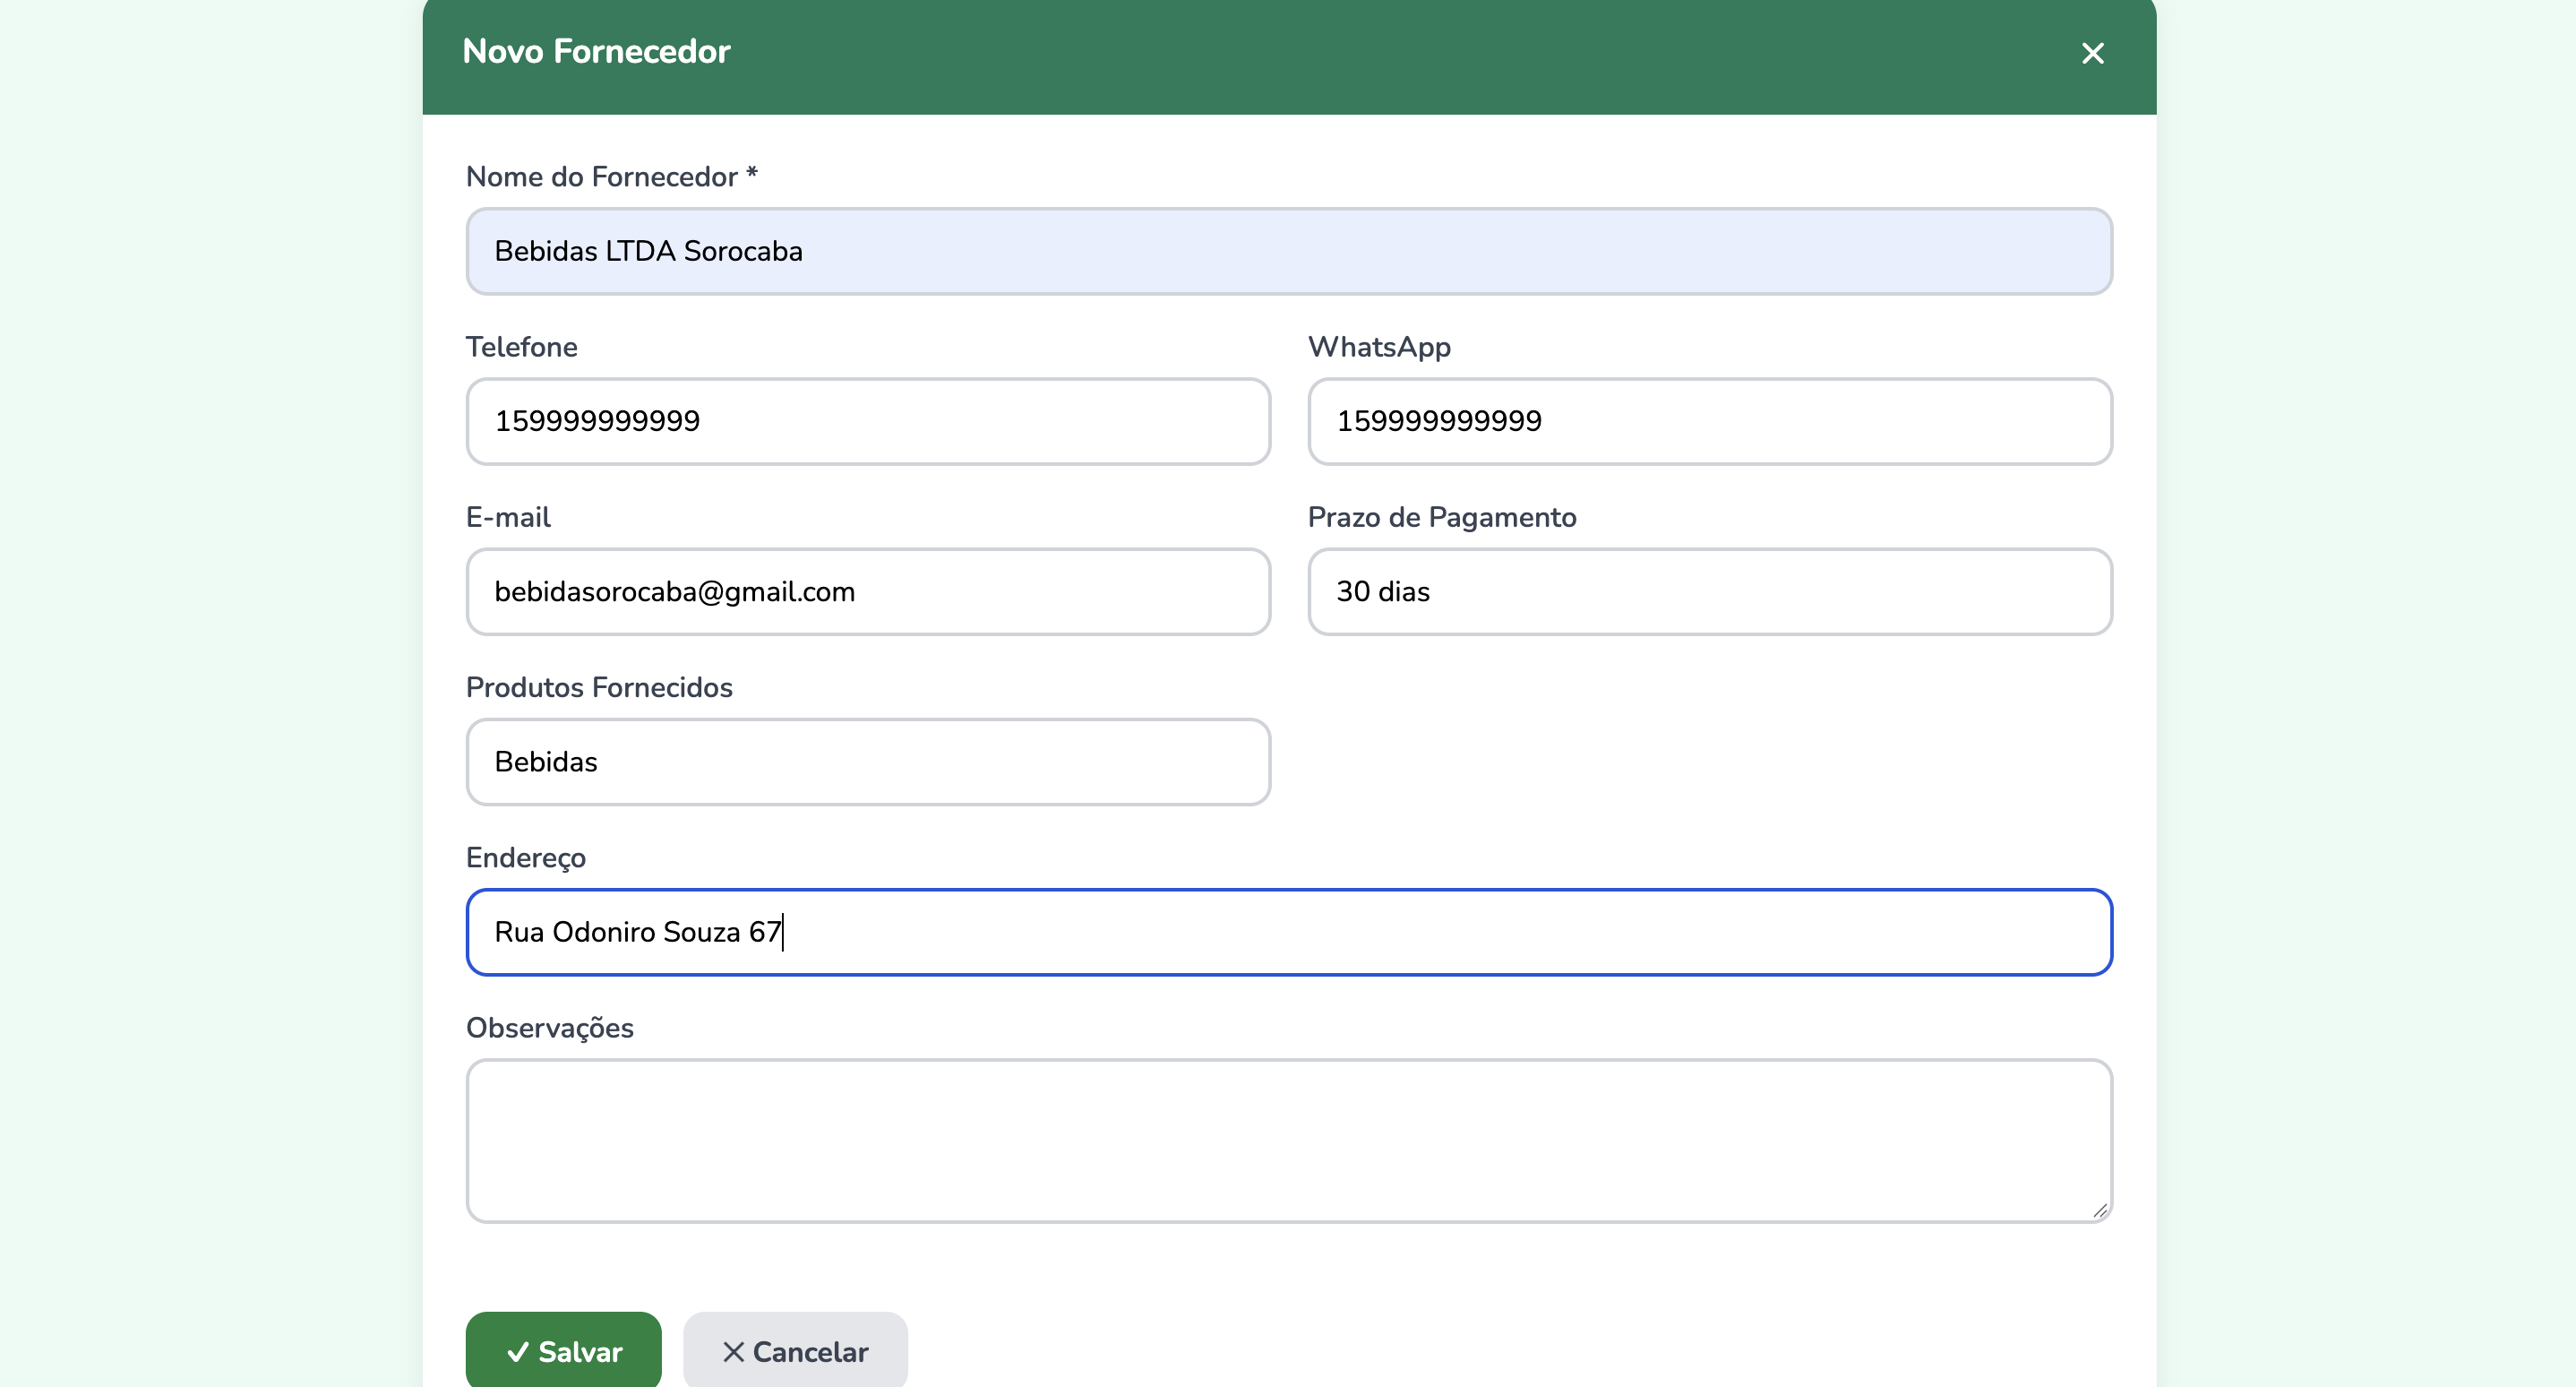 Novo Fornecedor
Nome do Fornecedor *
Bebidas LTDA Sorocaba
Telefone
WhatsApp
159999999999
159999999999
E-mail
Prazo de Pagamento
bebidasorocaba@gmail.com
30 dias
Produtos Fornecidos
Bebidas
Endereço
Rua Odoniro Souza 67
Observações
Salvar
Cancelar